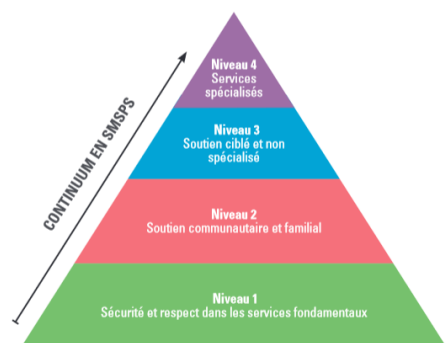 CONTINUUM EN SMSPS
Niveau 4
Services
spécialisés
Niveau 3
Soutien ciblé et non
spécialisé
Niveau 2
Soutien communautaire et familial
Niveau 1
Sécurité et respect dans les services fondamentaux